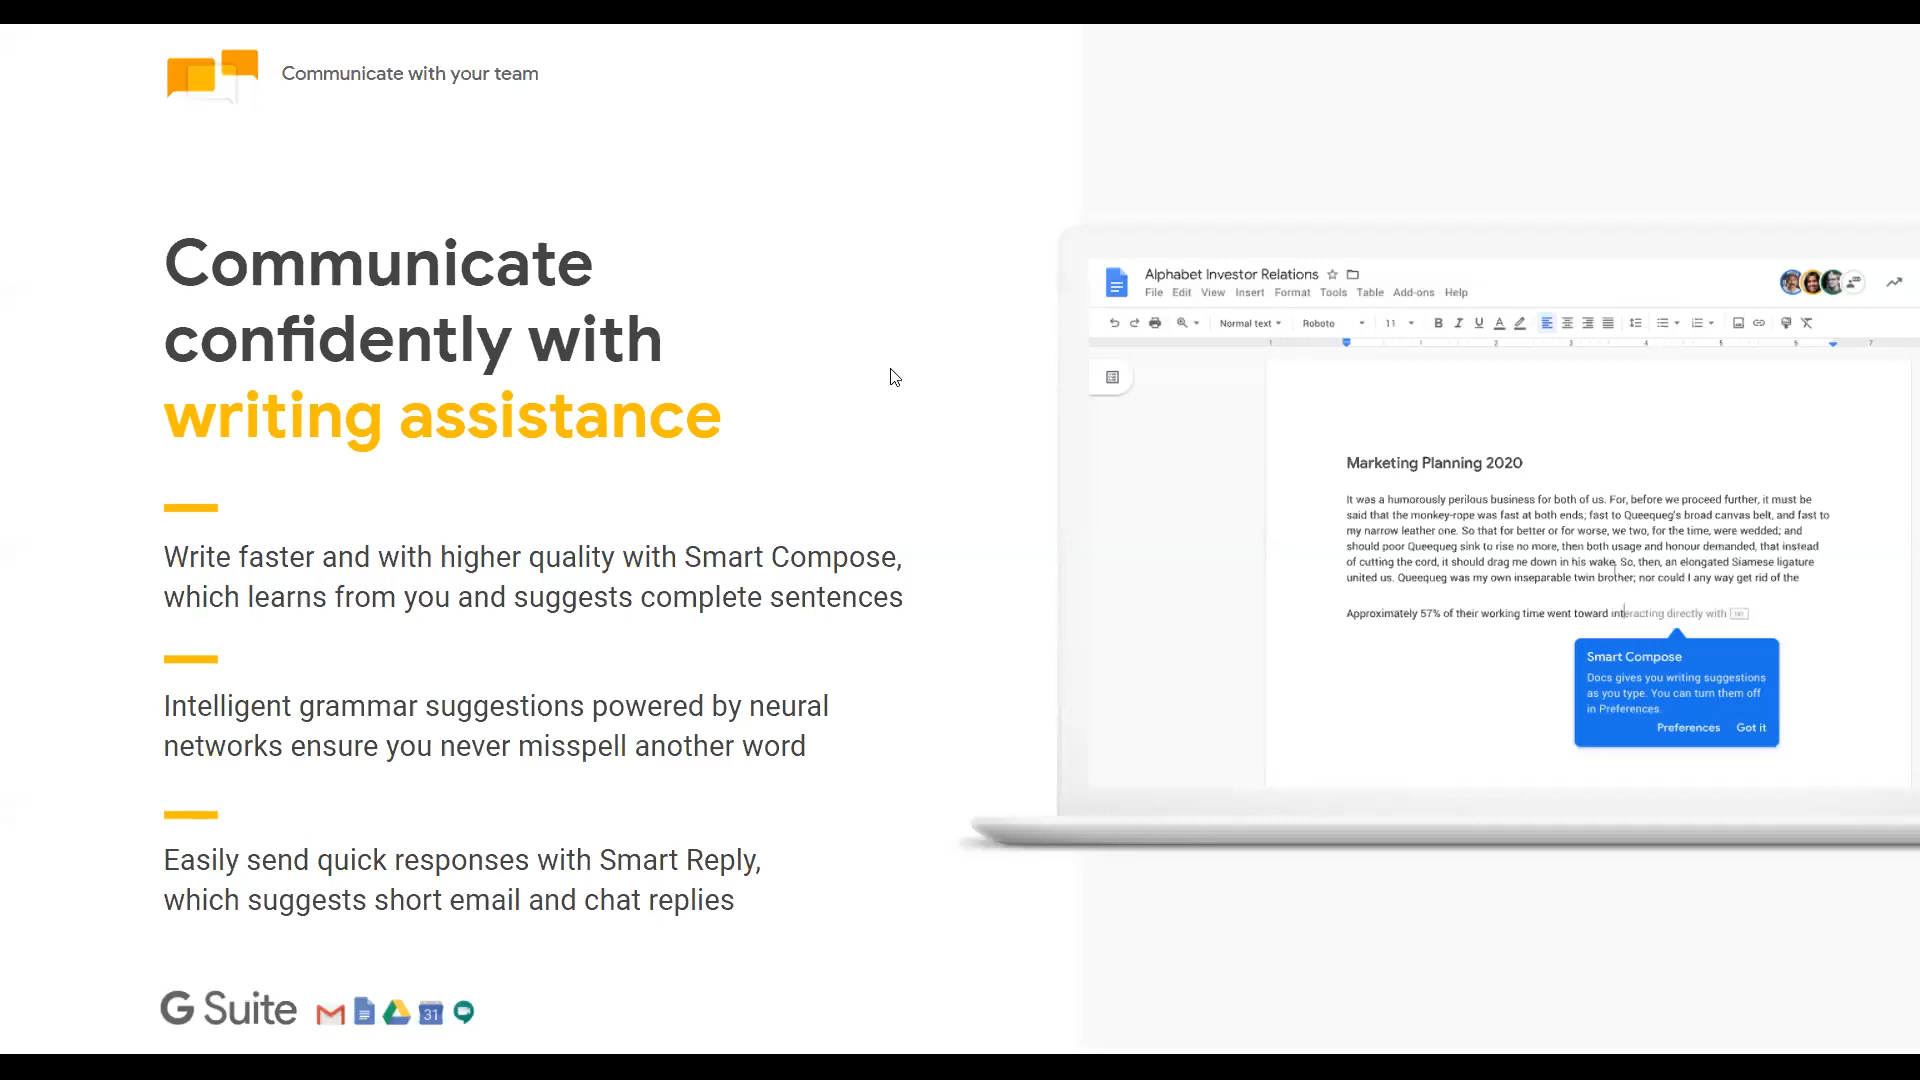 Communicate with your team
Communicate
confidently with
writing assistance
Write faster and with higher quality with Smart Compose,
which learns from you and suggests complete sentences
Intelligent grammar suggestions powered by neural
networks ensure you never misspell another word
Easily send quick responses with Smart Reply,
which suggests short email and chat replies
G Suite
31
Alphabet Investor Relations
File Edit View Insert Format Tools Table Add-ons Help
Normal text Roboto 11 B I U A
1 1 2 3 4 5 6 7
Marketing Planning 2020
It was a humorously perilous business for both of us. For, before we proceed further, it must be
said that the monkey-rope was fast at both ends; fast to Queequeg's broad canvas belt, and fast to
my narrow leather one. So that for better or for worse, we two, for the time, were wedded; and
should poor Queequeg sink to rise no more, then both usage and honour demanded, that instead
of cutting the cord, it should drag me down in his wake. So, then, an elongated Siamese ligature
united us. Queequeg was my own inseparable twin brother; nor could I any way get rid of the
Approximately 57% of their working time went toward interacting directly with
Smart Compose
Docs gives you writing suggestions
as you type. You can turn them off
in Preferences.
Preferences Got it